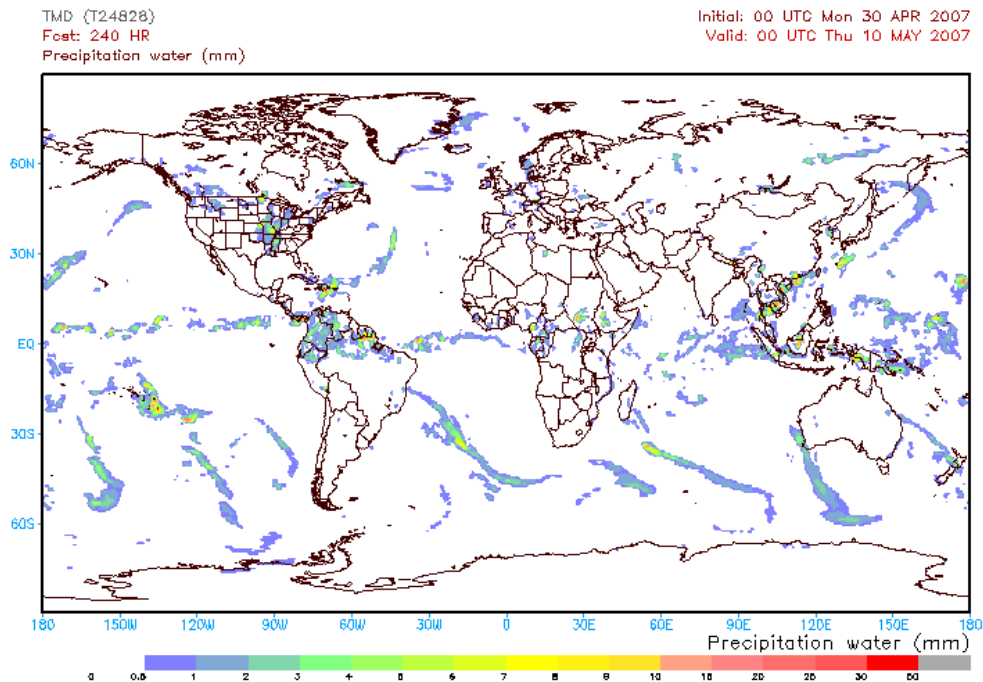 TMD (T24828)
Initial: 00 UTC Mon 30 APR 2007
Fcst: 240 HR
Valid: 00 UTC Thu 10 MAY 2007
Precipitation water (mm)
60N
30N
EQ
30S
60S
180 150W 120W 90W 60W 30W 0 30E 60E 90E 120E 150E 180
Precipitation water (mm)
0 0.5 1 2 3 4 5 6 7 8 9 10 15 20 25 30 50